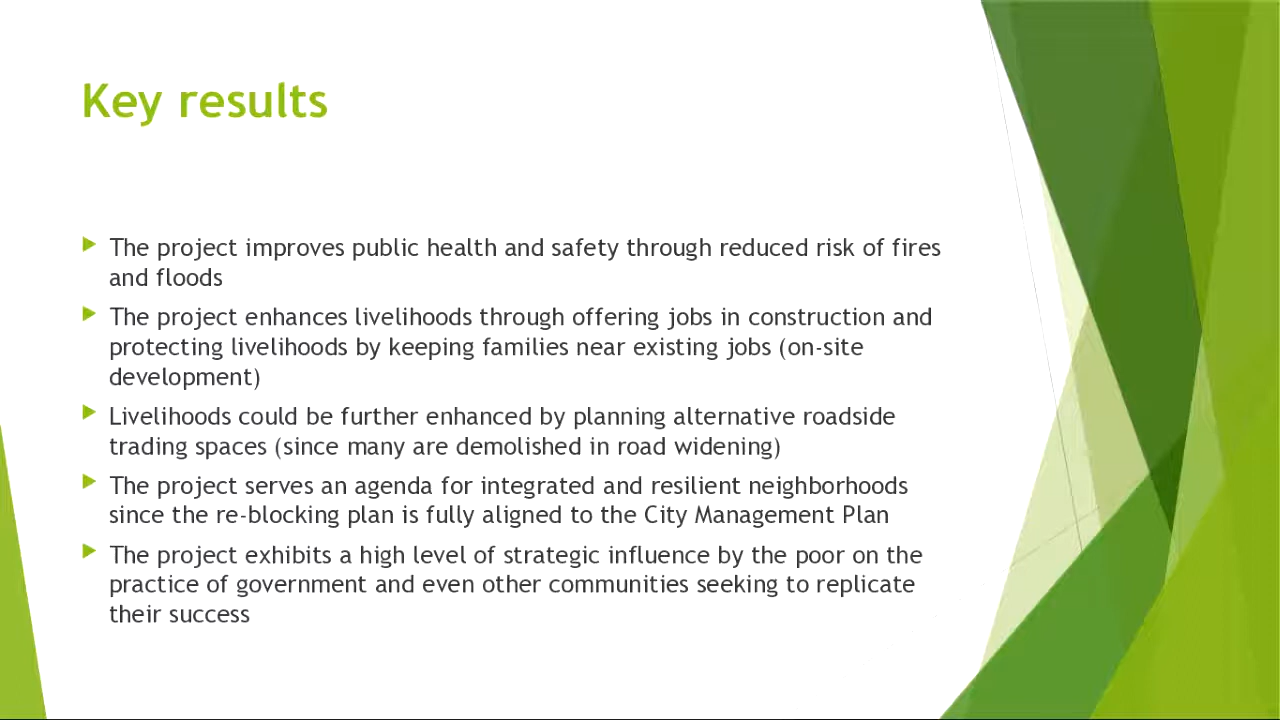 Key results
The project improves public health and safety through reduced risk of fires
and floods
The project enhances livelihoods through offering jobs in construction and
protecting livelihoods by keeping families near existing jobs (on-site
development)
Livelihoods could be further enhanced by planning alternative roadside
trading spaces (since many are demolished in road widening)
The project serves an agenda for integrated and resilient neighborhoods
since the re-blocking plan is fully aligned to the City Management Plan
The project exhibits a high level of strategic influence by the poor on the
practice of government and even other communities seeking to replicate
their success